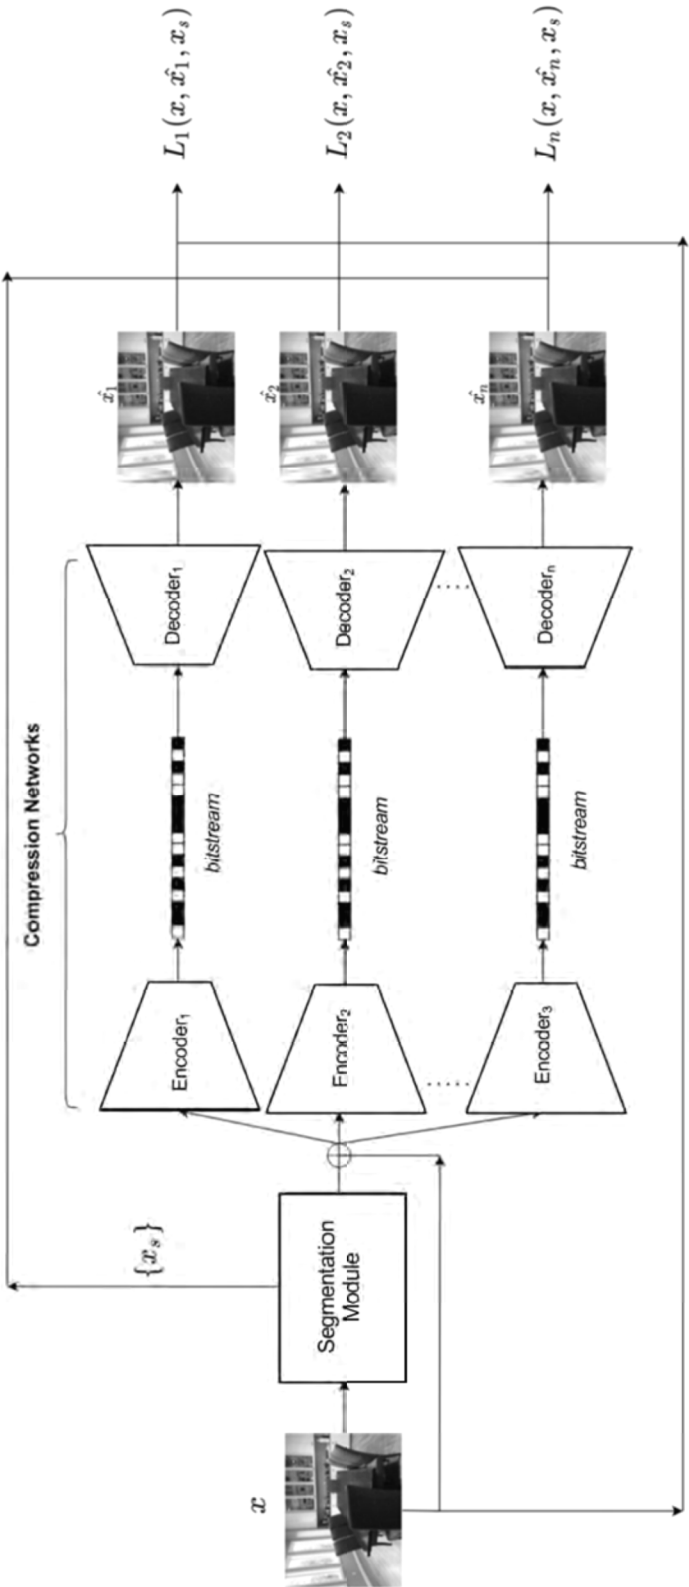 x
Segmentation
Module
{x_s}
Compression Networks
Encoder₁
bitstream
Decoder₁
x̂₁
L₁(x, x̂₁, x_s)
Encoder₂
bitstream
Decoder₂
x̂₂
L₂(x, x̂₂, x_s)
.....
.....
Encoder₃
bitstream
Decoderₙ
x̂ₙ
Lₙ(x, x̂ₙ, x_s)